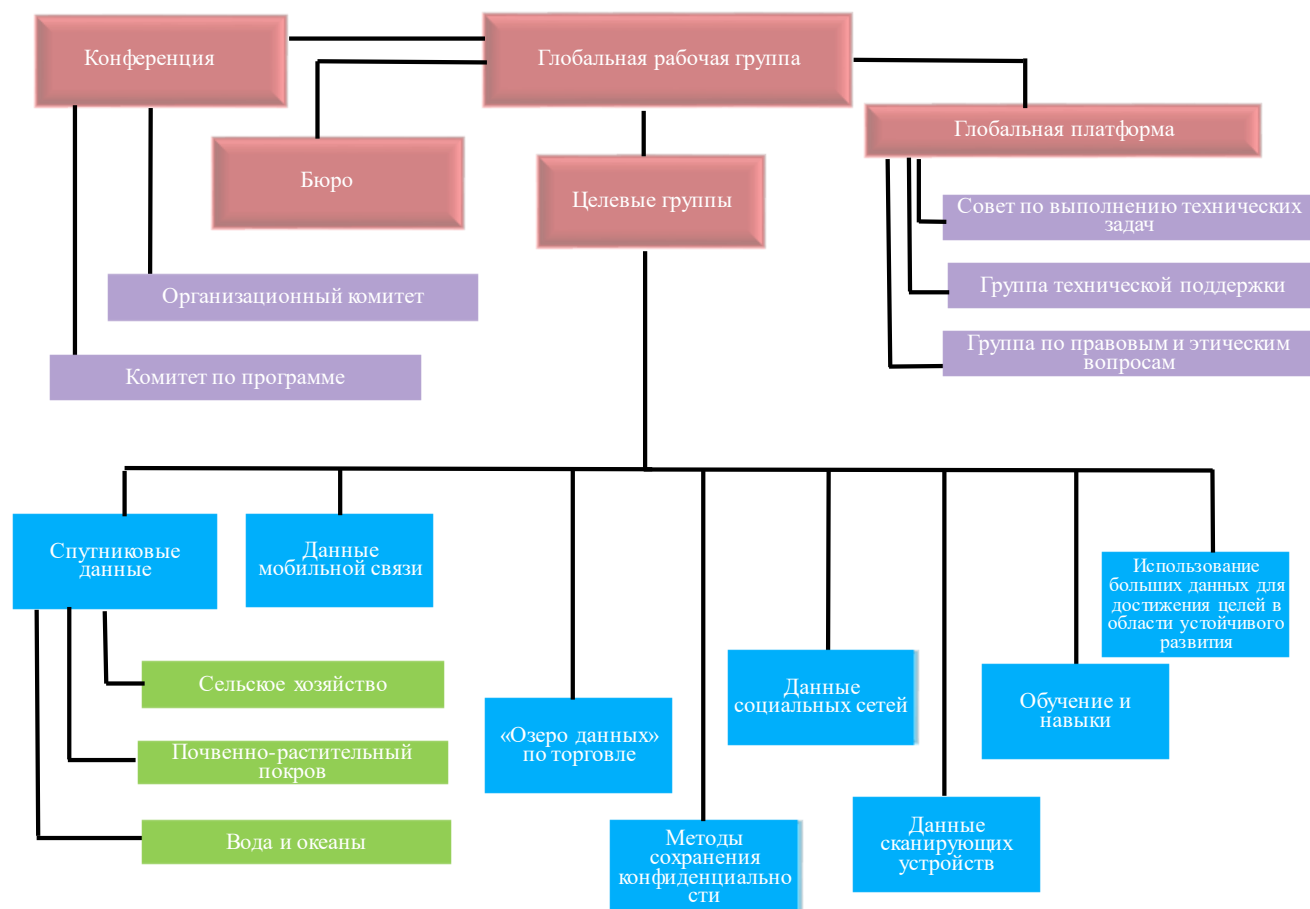 Конференция
Глобальная рабочая группа
Глобальная платформа
Бюро
Целевые группы
Совет по выполнению технических
задач
Организационный комитет
Группа технической поддержки
Комитет по программе
Группа по правовым и этическим
вопросам
Спутниковые
данные
Данные
мобильной связи
Использование
больших данных для
достижения целей в
области устойчивого
развития
Сельское хозяйство
Почвенно-растительный
покров
Вода и океаны
«Озеро данных»
по торговле
Методы
сохранения
конфиденциально
сти
Данные
социальных сетей
Данные
сканирующих
устройств
Обучение и
навыки